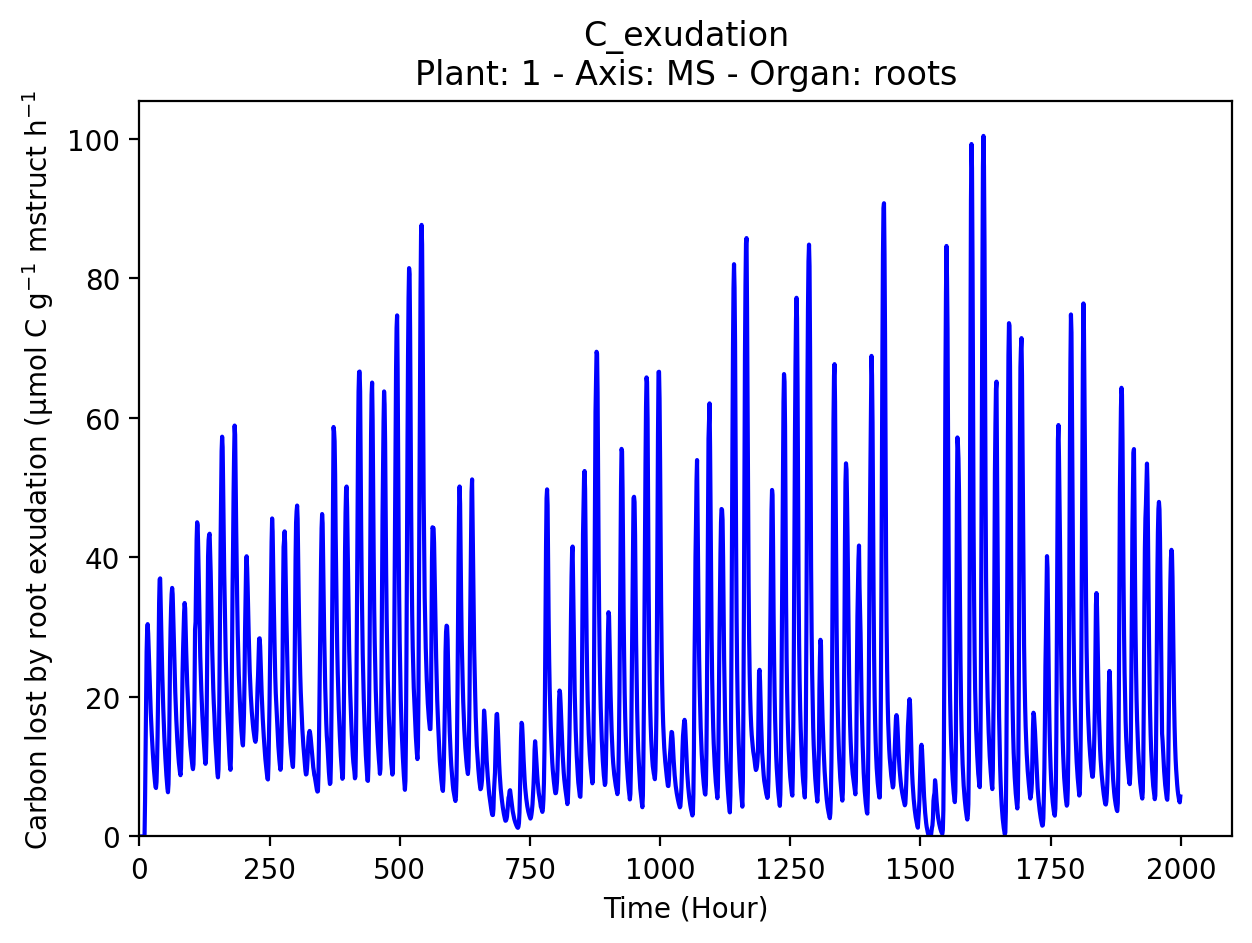 C_exudation
Plant: 1 - Axis: MS - Organ: roots
Carbon lost by root exudation (µmol C g⁻¹ mstruct h⁻¹
100
80
60
40
20
0
0 250 500 750 1000 1250 1500 1750 2000
Time (Hour)